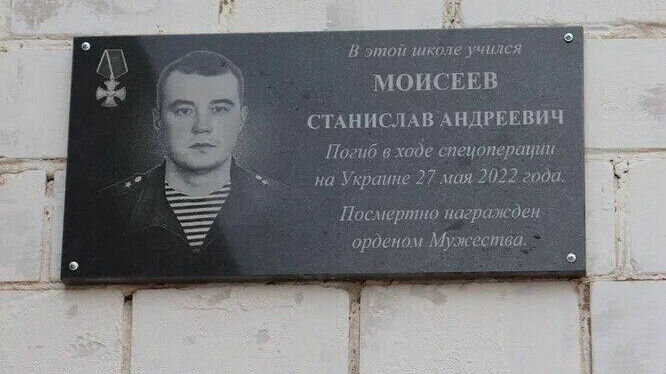 В этой школе учился
МОИСЕЕВ
СТАНИСЛАВ АНДРЕЕВИЧ
Погиб в ходе спецоперации
на Украине 27 мая 2022 года.
Посмертно награжден
орденом Мужества.